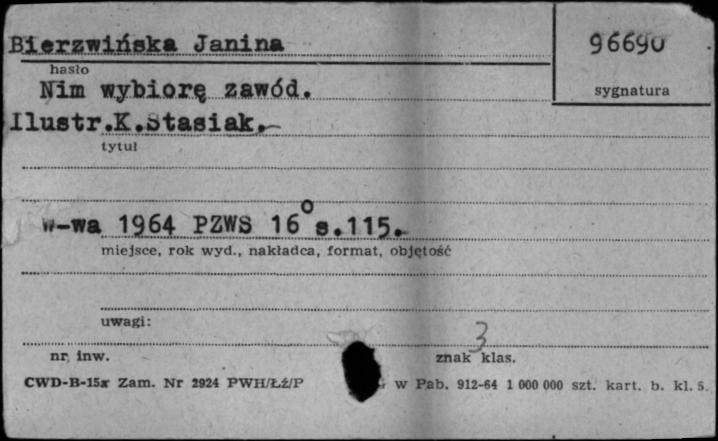 Bierzwińska Janina
96690
hasło
sygnatura
Nim wybiorę zawód.
Ilustr.K.Stasiak.
tytuł
W-wa 1964 PZWS 16° s.115.
miejsce, rok wyd., nakładca, format, objętość
uwagi:
3
nr. inw.
znak klas.
CWD-B-15x Zam. Nr 2924 PWH/Łź/P w Pab. 912-64 1 000 000 szt. kart. b. kl. 5.